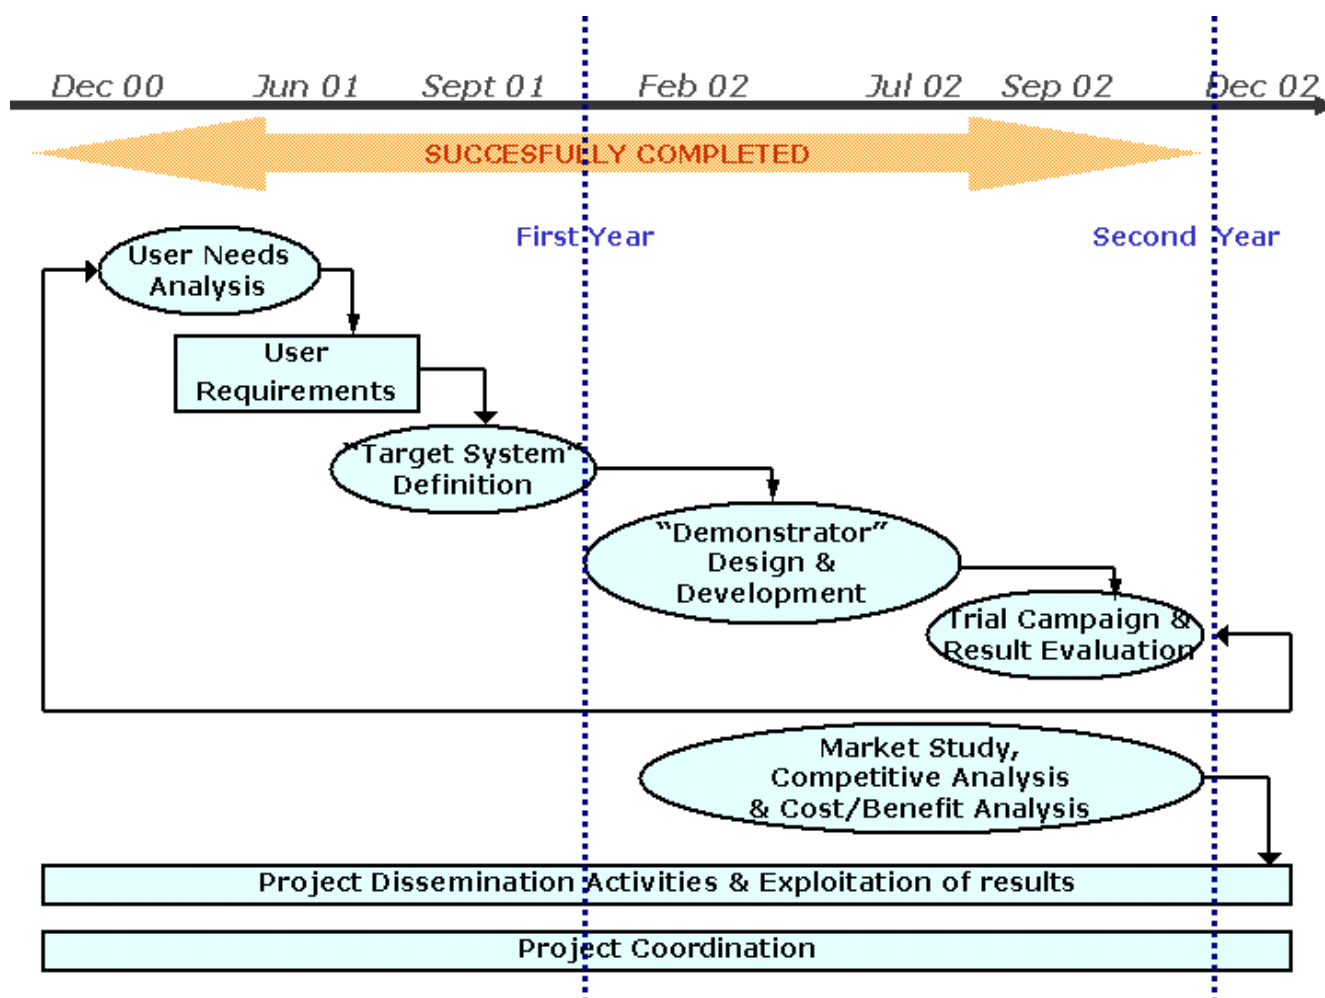 Dec 00 Jun 01 Sept 01 Feb 02 Jul 02 Sep 02 Dec 02
SUCCESFULLY COMPLETED
First Year Second Year
User Needs
Analysis
User
Requirements
“Target System“
Definition
“Demonstrator”
Design &
Development
Trial Campaign &
Result Evaluation
Market Study,
Competitive Analysis
& Cost/Benefit Analysis
Project Dissemination Activities & Exploitation of results
Project Coordination